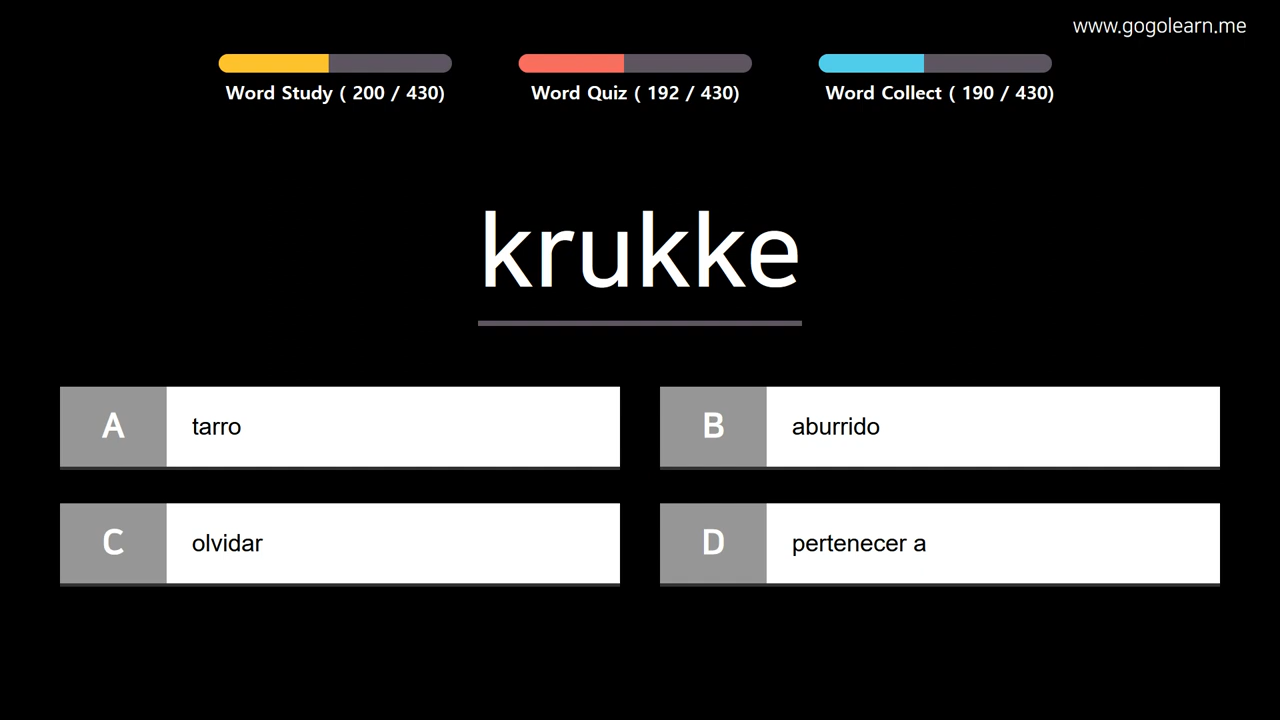 www.gogolearn.me
Word Study ( 200 / 430)
Word Quiz ( 192 / 430)
Word Collect ( 190 / 430)
krukke
A tarro
B aburrido
C olvidar
D pertenecer a